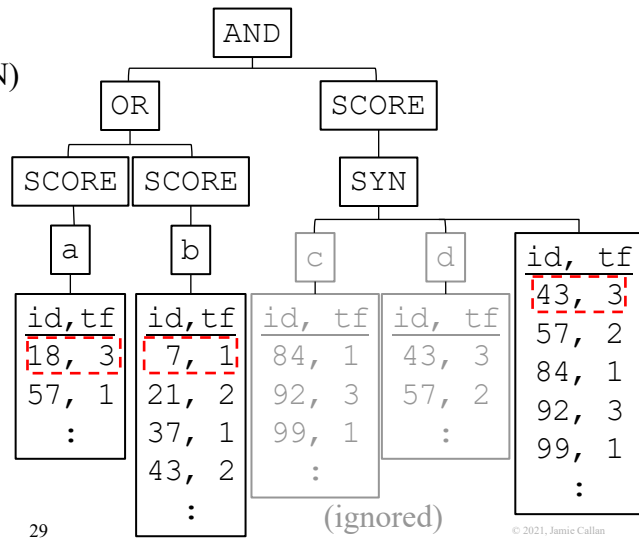 AND
N)
OR SCORE
SCORE SCORE SYN
a b c d
id, tf
43, 3
57, 2
84, 1
92, 3
99, 1
:
id,tf
18, 3
57, 1
:
id,tf
7, 1
21, 2
37, 1
43, 2
:
id, tf
84, 1
92, 3
99, 1
:
id,tf
43, 3
57, 2
:
(ignored)
29
© 2021, Jamie Callan